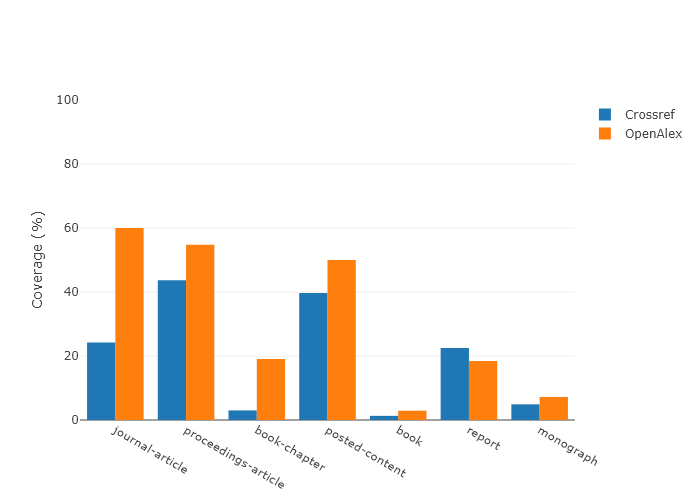 100
80
60
40
20
0
Coverage (%)
journal-article
proceedings-article
book-chapter
posted-content
book
report
monograph
Crossref
OpenAlex